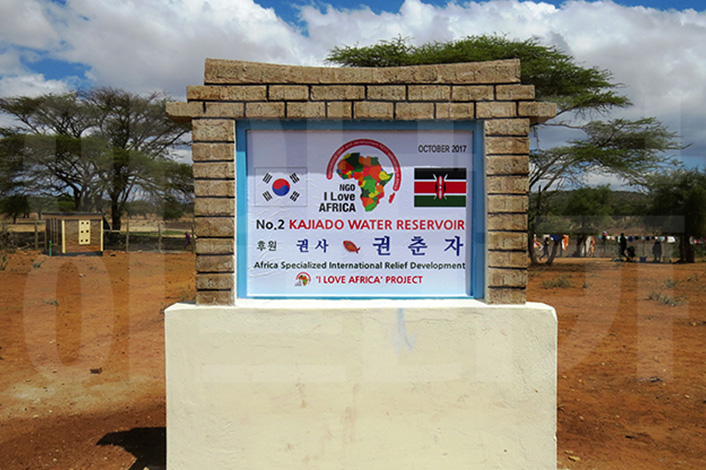 OCTOBER 2017
NGO
I Love
AFRICA
No.2 KAJIADO WATER RESERVOIR
후원 권사 권춘자
Africa Specialized International Relief Development
'I LOVE AFRICA' PROJECT